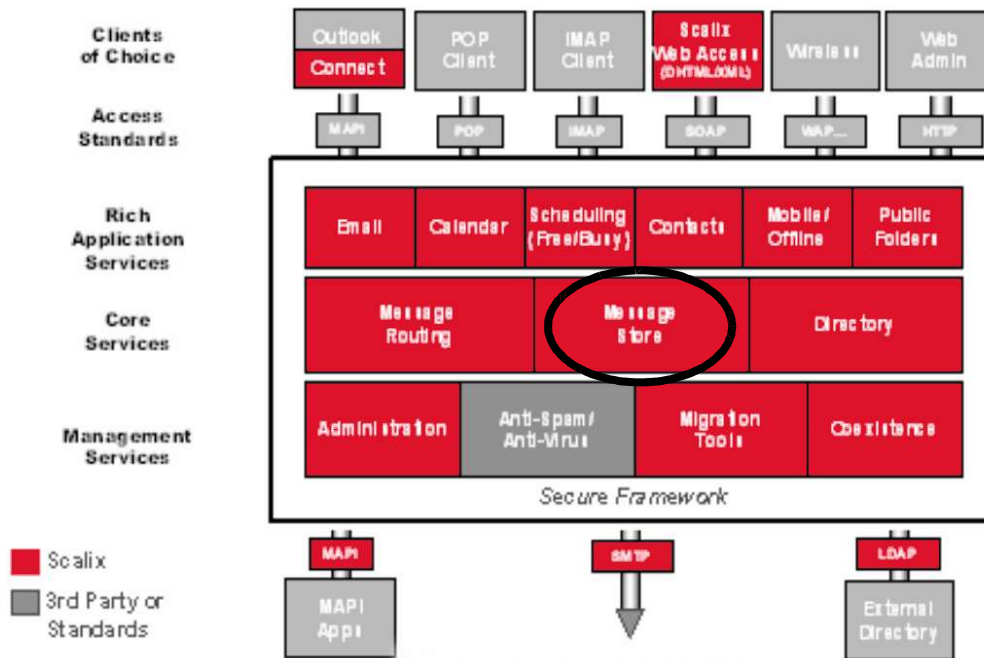 Clients
of Choice
Outlook
Connect
POP
Client
IMAP
Client
Scalix
Web Access
(DHTML/XML)
Wireless
Web
Admin
Access
Standards
MAPI
POP
IMAP
SOAP
WAP...
HTTP
Rich
Application
Services
Email
Calendar
Scheduling
(Free/Busy)
Contacts
Mobile/
Offline
Public
Folders
Core
Services
Message
Routing
Message
Store
Directory
Management
Services
Administration
Anti-Spam/
Anti-Virus
Migration
Tools
Coexistence
Secure Framework
Scalix
3rd Party or
Standards
MAPI
MAPI
Apps
SMTP
LDAP
External
Directory